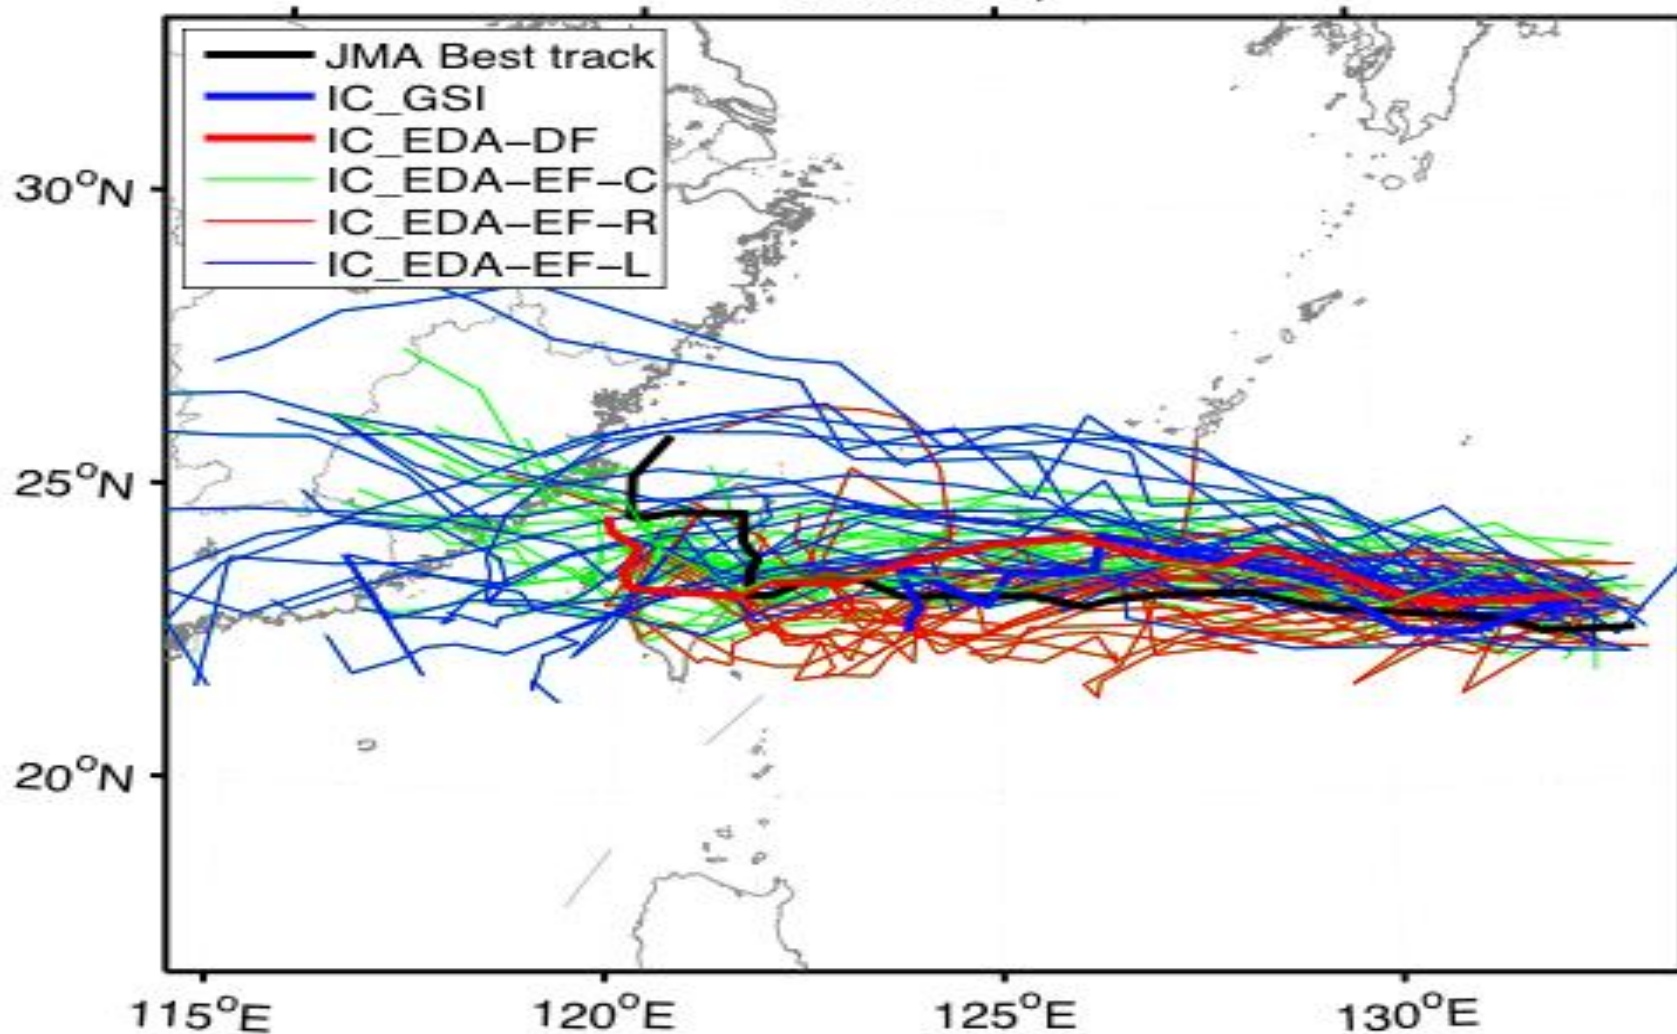 JMA Best track
IC_GSI
IC_EDA-DF
IC_EDA-EF-C
IC_EDA-EF-R
IC_EDA-EF-L
30°N
25°N
20°N
115°E 120°E 125°E 130°E